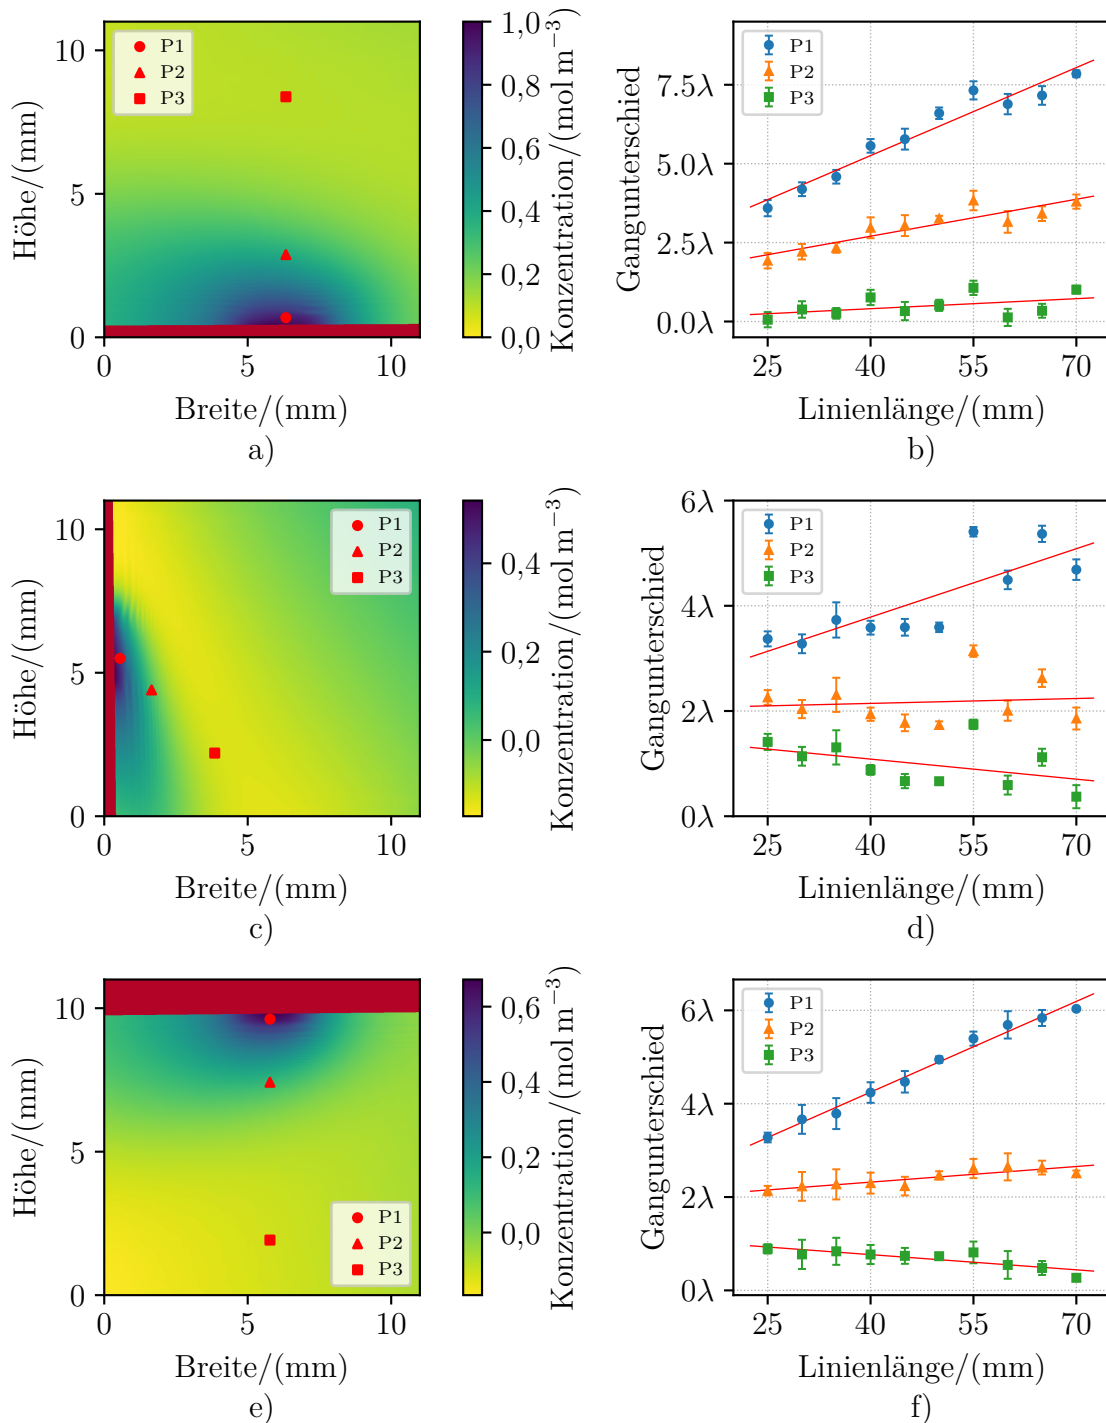 10
5
0
Höhe/(mm)
P1
P2
P3
0
5
10
Breite/(mm)
a)
1,0
0,8
0,6
0,4
0,2
0,0
Konzentration/(mol m⁻³)
7.5λ
5.0λ
2.5λ
0.0λ
Gangunterschied
P1
P2
P3
25
40
55
70
Linienlänge/(mm)
b)
10
5
0
Höhe/(mm)
P1
P2
P3
0
5
10
Breite/(mm)
c)
0,4
0,2
0,0
Konzentration/(mol m⁻³)
6λ
4λ
2λ
0λ
Gangunterschied
P1
P2
P3
25
40
55
70
Linienlänge/(mm)
d)
10
5
0
Höhe/(mm)
P1
P2
P3
0
5
10
Breite/(mm)
e)
0,6
0,4
0,2
0,0
Konzentration/(mol m⁻³)
6λ
4λ
2λ
0λ
Gangunterschied
P1
P2
P3
25
40
55
70
Linienlänge/(mm)
f)